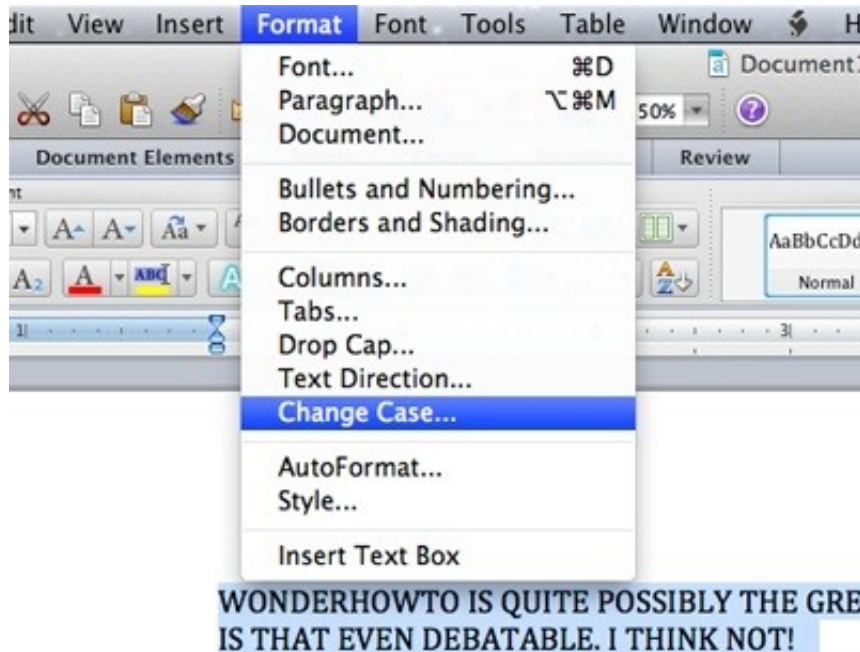 dit View Insert Format Font Tools Table Window H
Font... ⌘D
Document1
Paragraph... ⌥⌘M
50%
Document...
Document Elements
Review
Bullets and Numbering...
Borders and Shading...
AaBbCcDd
Normal
Columns...
Tabs...
Drop Cap...
Text Direction...
Change Case...
AutoFormat...
Style...
Insert Text Box
WONDERHOWTO IS QUITE POSSIBLY THE GRE
IS THAT EVEN DEBATABLE. I THINK NOT!